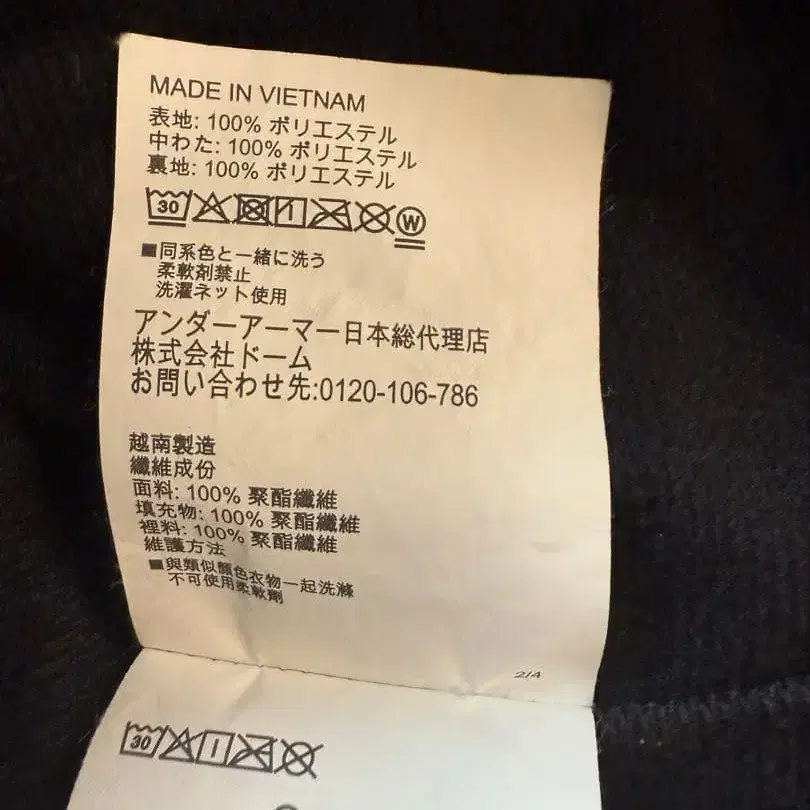 MADE IN VIETNAM
表地: 100% ポリエステル
中わた: 100% ポリエステル
裏地: 100% ポリエステル
30 W
■同系色と一緒に洗う
柔軟剤禁止
洗濯ネット使用
アンダーアーマー日本総代理店
株式会社ドーム
お問い合わせ先:0120-106-786
越南製造
纖維成份
面料: 100% 聚酯纖維
填充物: 100% 聚酯纖維
裡料: 100% 聚酯纖維
維護方法
■與類似顏色衣物一起洗滌
不可使用柔軟劑
2/4
30